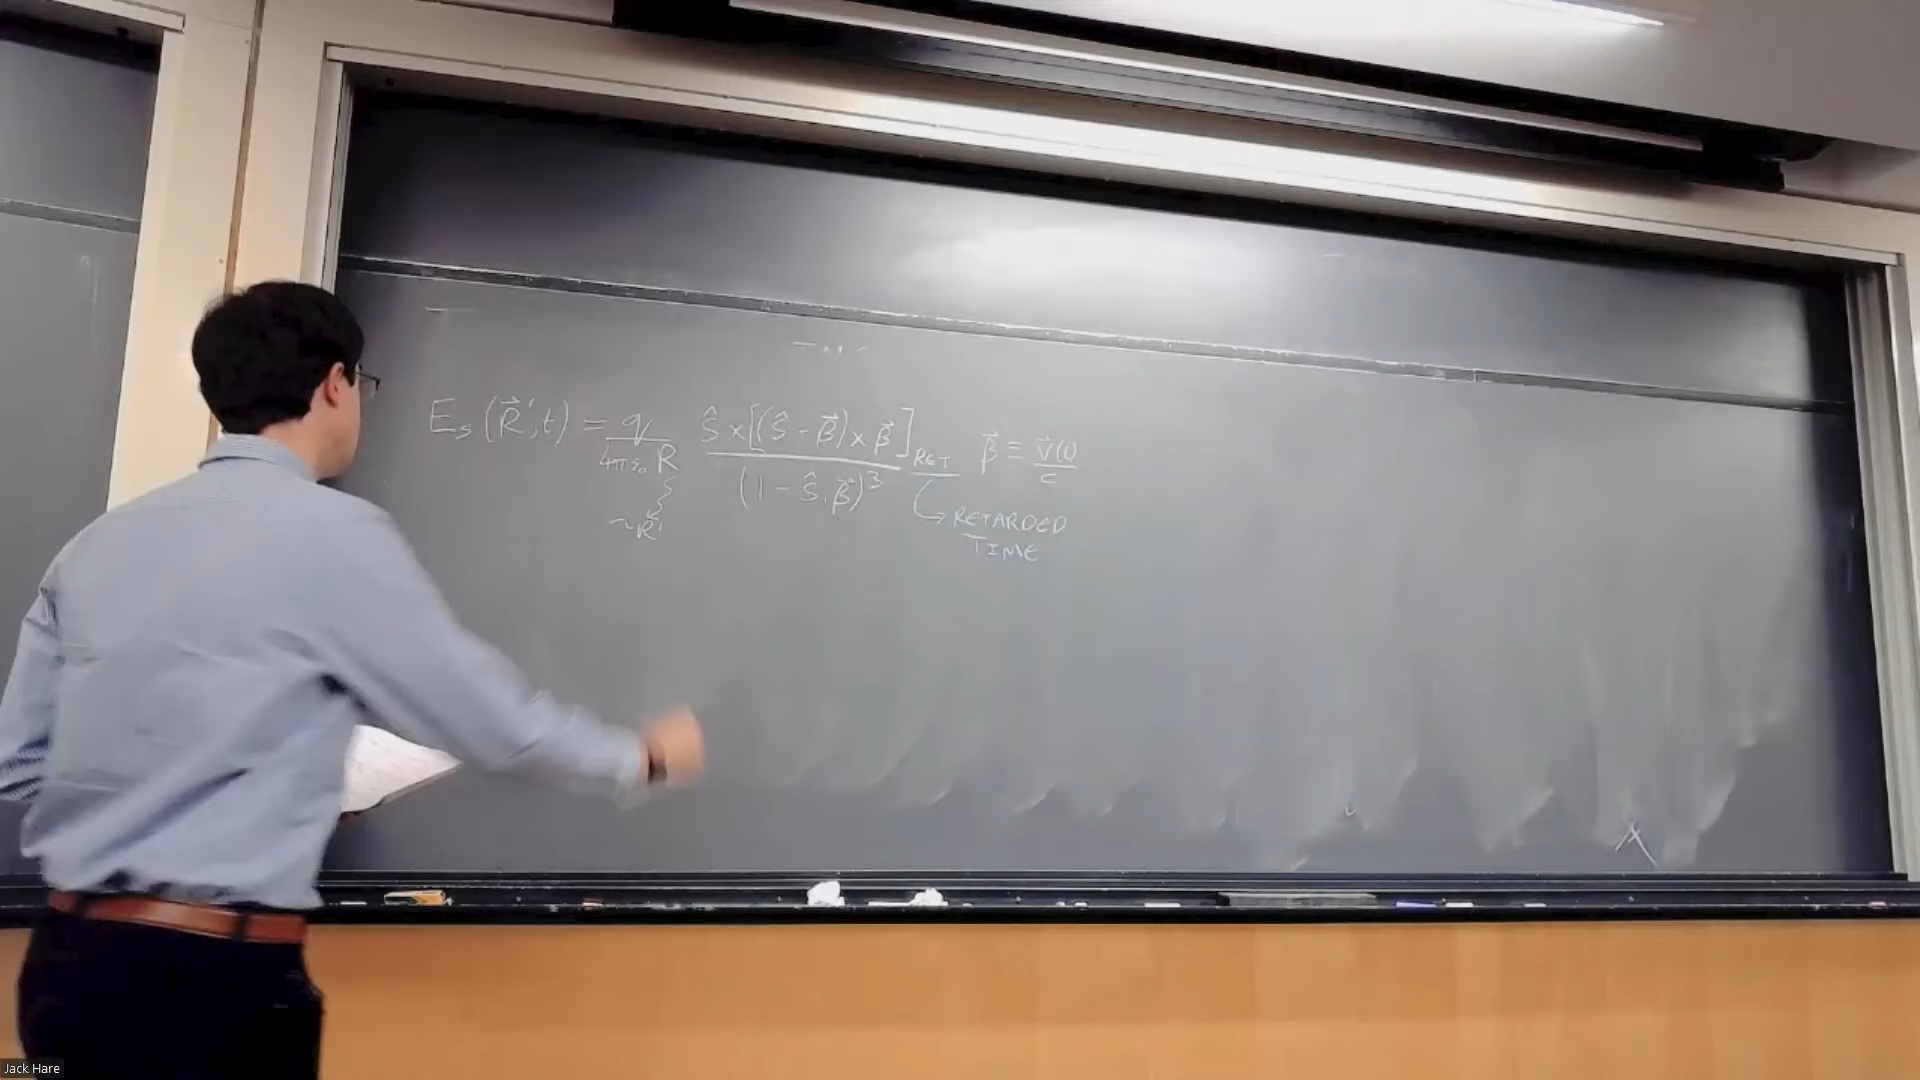 E_s (R⃗', t) = q / (4πε₀ R) · ŝ × [(ŝ - β⃗) × β⃗]_RET / (1 - ŝ·β⃗)³   β⃗ ≡ v⃗(t) / c
~R'
RETARDED
TIME
Jack Hare